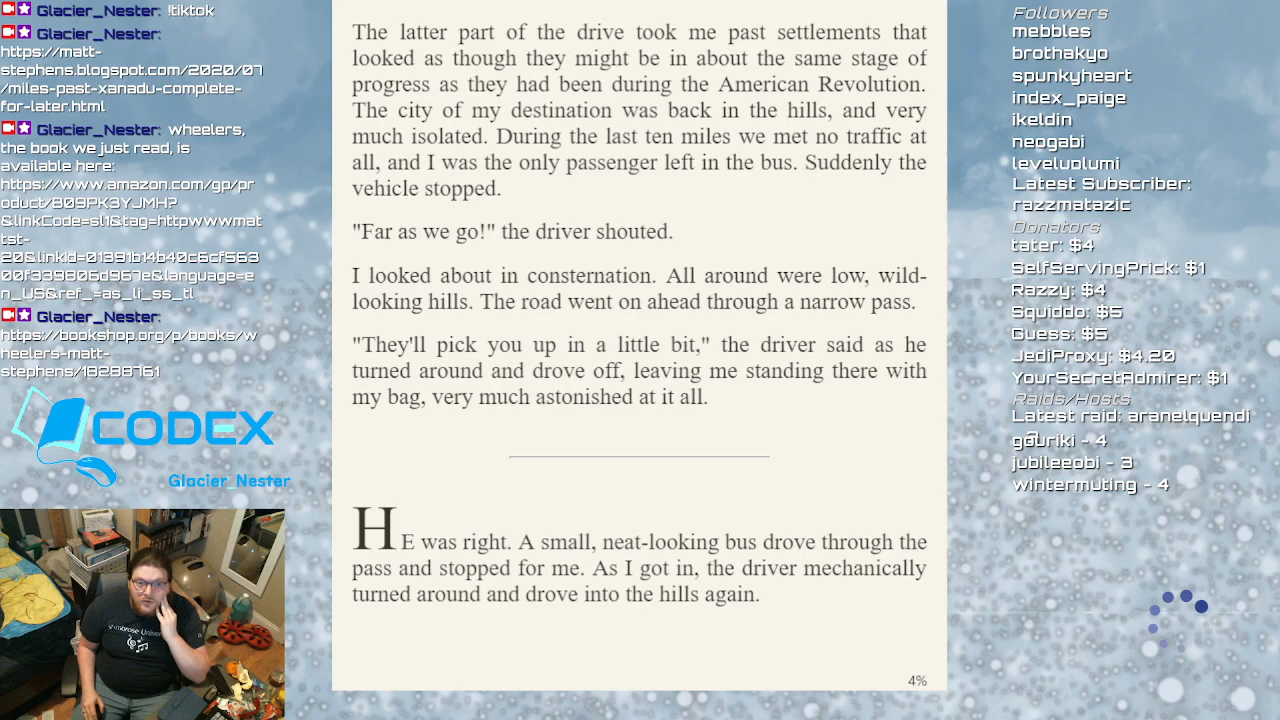 Glacier_Nester: !tiktok
Glacier_Nester:
https://matt-
stephens.blogspot.com/2020/07
/miles-past-xanadu-complete-
for-later.html
Glacier_Nester: wheelers,
the book we just read, is
available here:
https://www.amazon.com/gp/pr
oduct/B09PK3YJMH?
&linkCode=sl1&tag=httpwwwmat
tst-
20&linkId=01391b14b40c6cf563
00f339306d967e&language=e
n_US&ref_=as_li_ss_tl
Glacier_Nester:
https://bookshop.org/p/books/w
heelers-matt-
stephens/18288761
CODEX
Glacier_Nester
The latter part of the drive took me past settlements that
looked as though they might be in about the same stage of
progress as they had been during the American Revolution.
The city of my destination was back in the hills, and very
much isolated. During the last ten miles we met no traffic at
all, and I was the only passenger left in the bus. Suddenly the
vehicle stopped.
"Far as we go!" the driver shouted.
I looked about in consternation. All around were low, wild-
looking hills. The road went on ahead through a narrow pass.
"They'll pick you up in a little bit," the driver said as he
turned around and drove off, leaving me standing there with
my bag, very much astonished at it all.
HE was right. A small, neat-looking bus drove through the
pass and stopped for me. As I got in, the driver mechanically
turned around and drove into the hills again.
4%
Followers
mebbles
brothakyo
spunkyheart
index_paige
ikeldin
neogabi
leveluolumi
Latest Subscriber:
razzmatazic
Donators
tater: $4
SelfServingPrick: $1
Razzy: $4
Squiddo: $5
Guess: $5
JediProxy: $4.20
YourSecretAdmirer: $1
Raids/Hosts
Latest raid: aranelquendi
gauriki - 4
jubileeobi - 3
wintermuting - 4